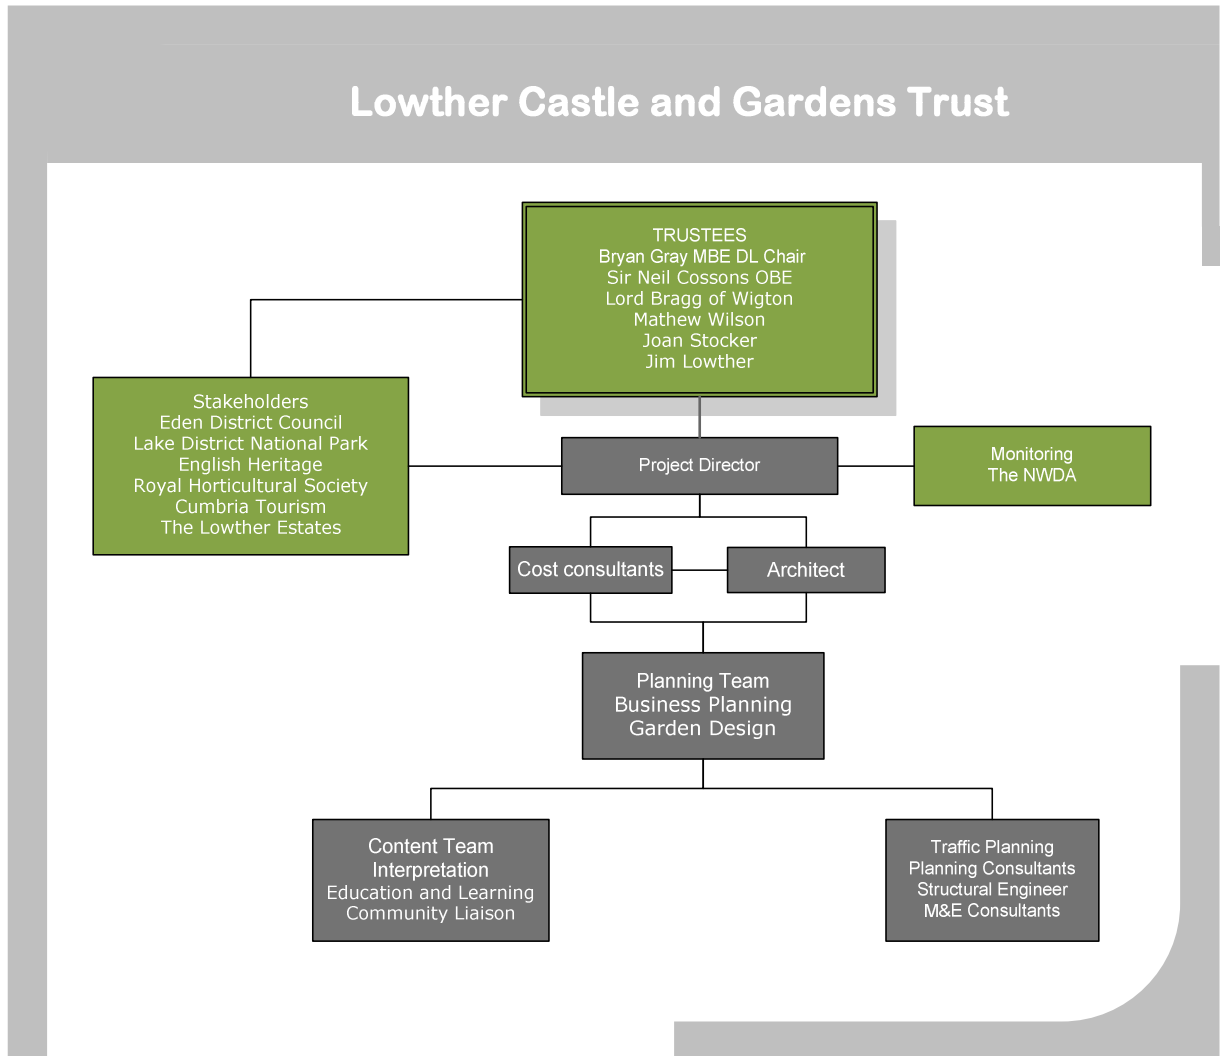 Lowther Castle and Gardens Trust
TRUSTEES
Bryan Gray MBE DL Chair
Sir Neil Cossons OBE
Lord Bragg of Wigton
Mathew Wilson
Joan Stocker
Jim Lowther
Stakeholders
Eden District Council
Lake District National Park
English Heritage
Royal Horticultural Society
Cumbria Tourism
The Lowther Estates
Project Director
Monitoring
The NWDA
Cost consultants
Architect
Planning Team
Business Planning
Garden Design
Content Team
Interpretation
Education and Learning
Community Liaison
Traffic Planning
Planning Consultants
Structural Engineer
M&E Consultants